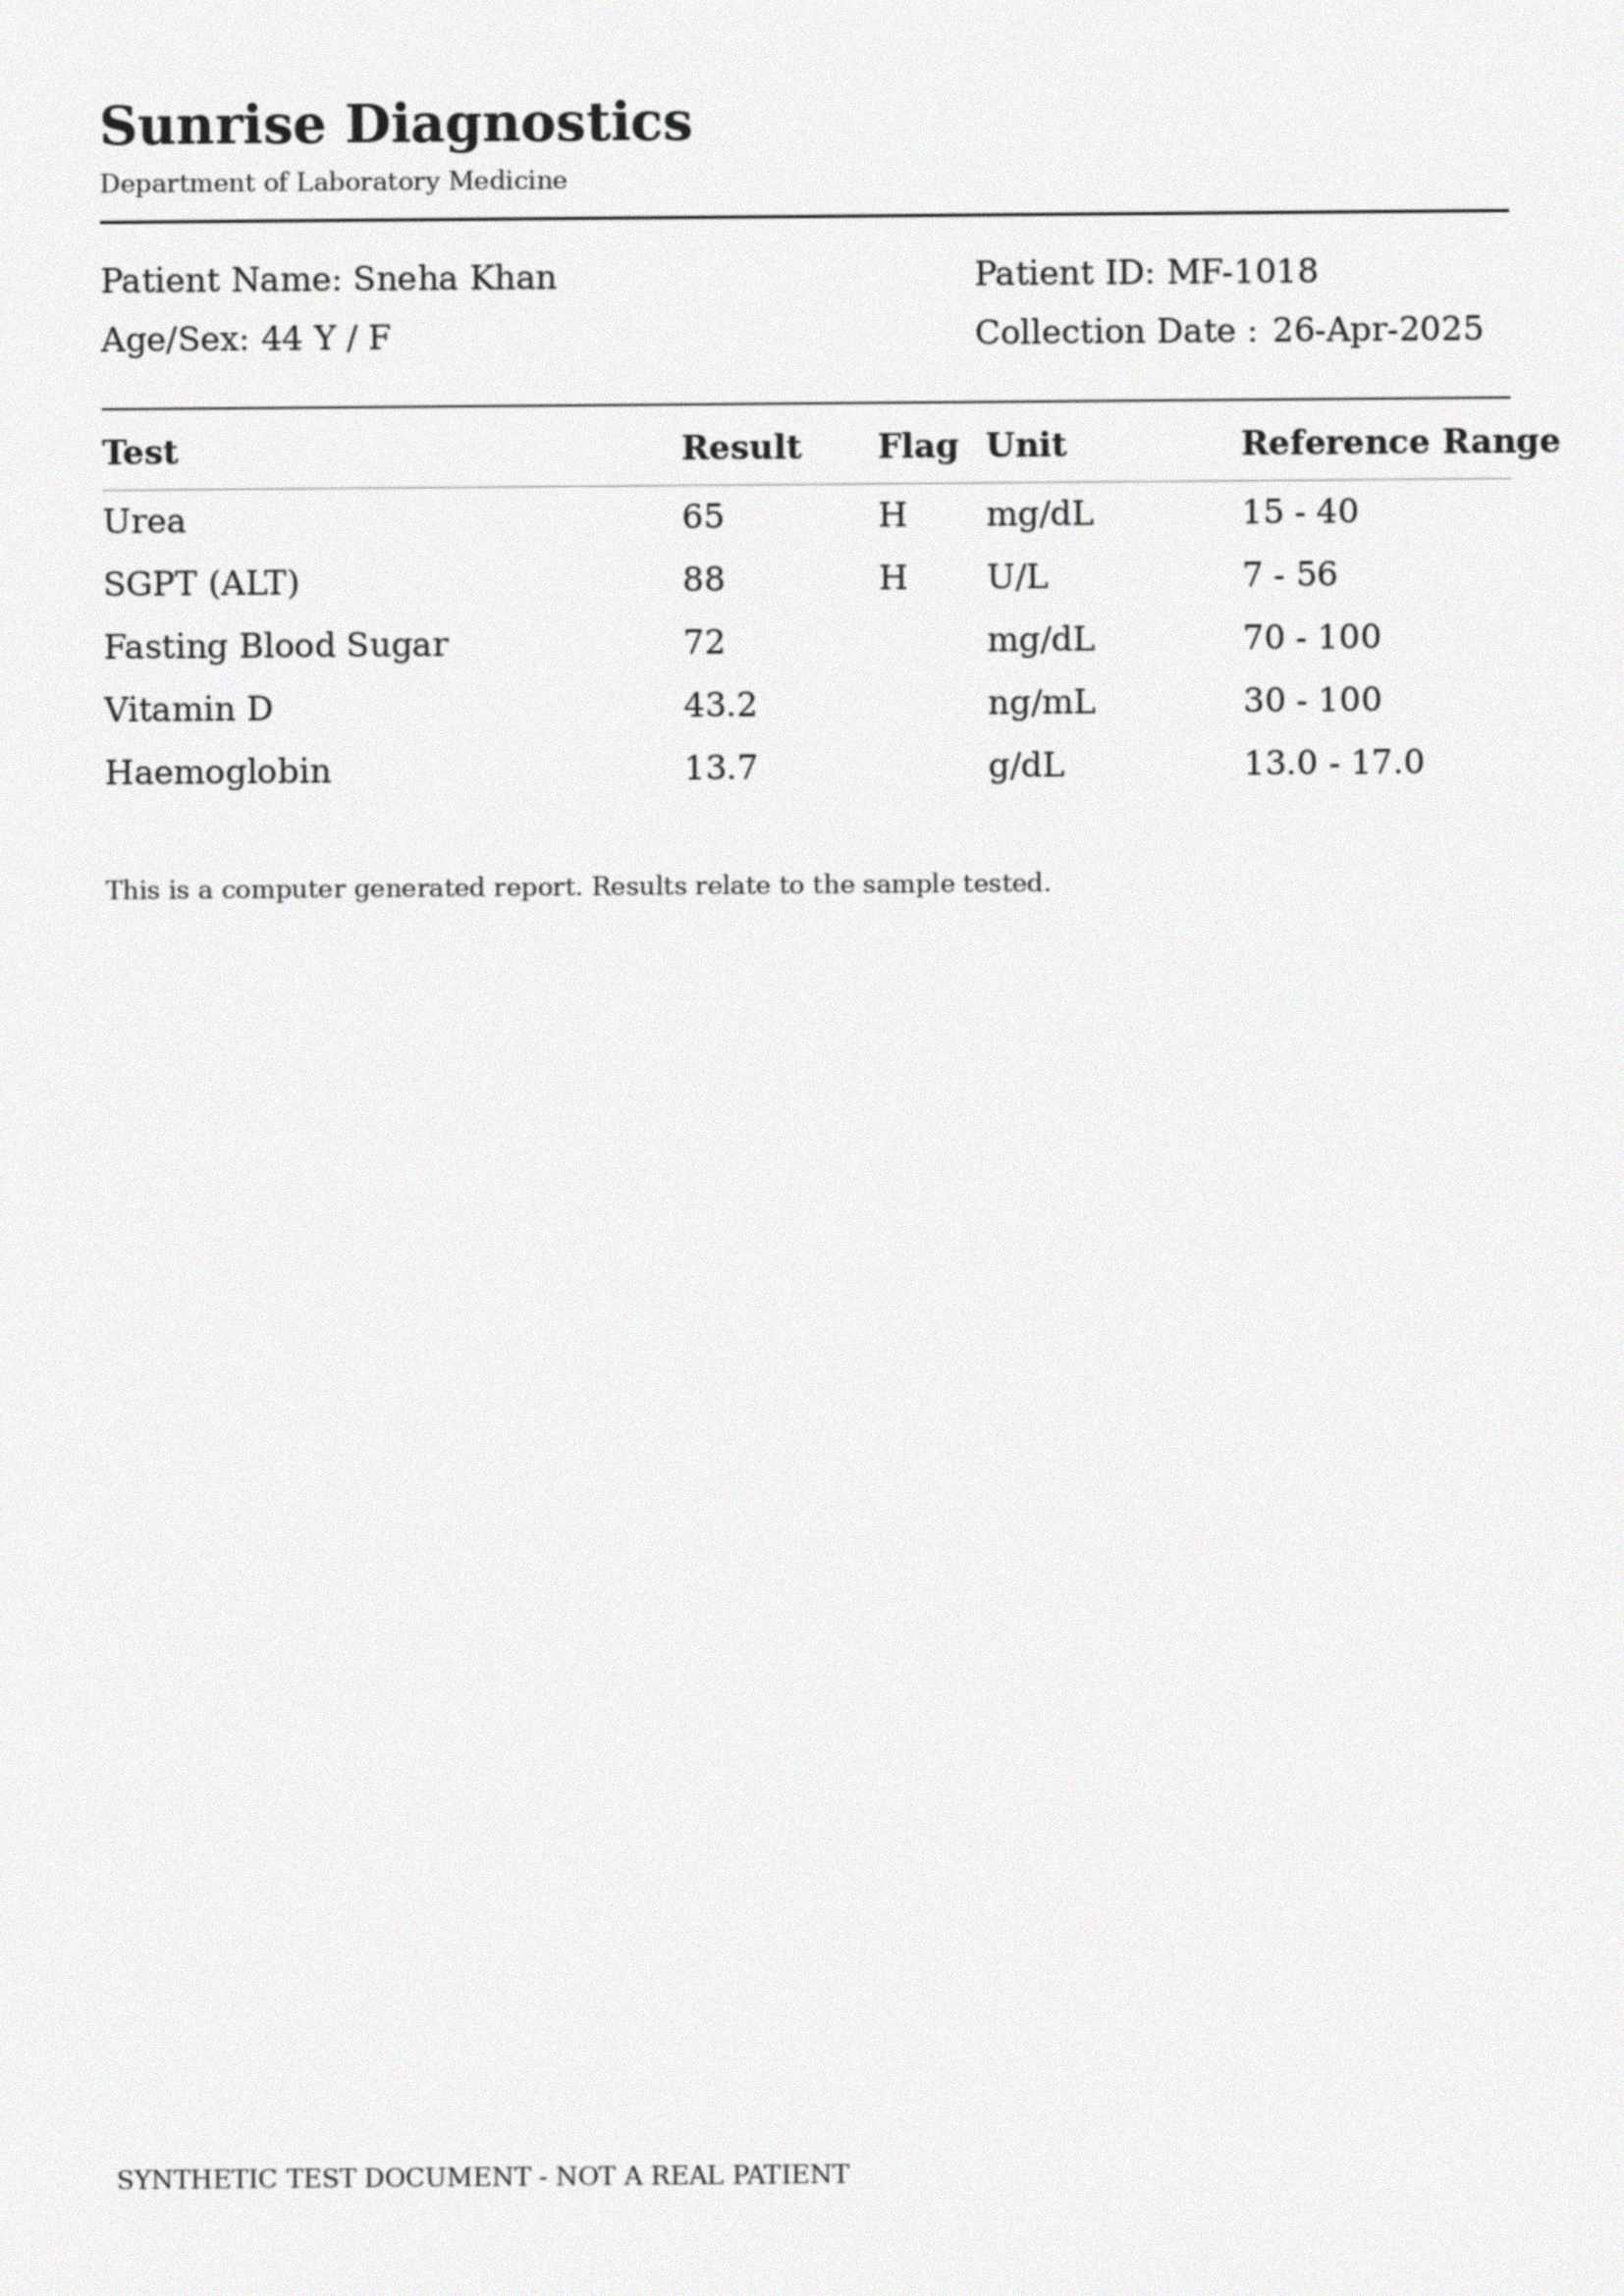 Sunrise Diagnostics
Department of Laboratory Medicine
Patient Name: Sneha Khan Patient ID: MF-1018
Age/Sex: 44 Y / F Collection Date : 26-Apr-2025
Test Result Flag Unit Reference Range
Urea 65 H mg/dL 15 - 40
SGPT (ALT) 88 H U/L 7 - 56
Fasting Blood Sugar 72 mg/dL 70 - 100
Vitamin D 43.2 ng/mL 30 - 100
Haemoglobin 13.7 g/dL 13.0 - 17.0
This is a computer generated report. Results relate to the sample tested.
SYNTHETIC TEST DOCUMENT - NOT A REAL PATIENT